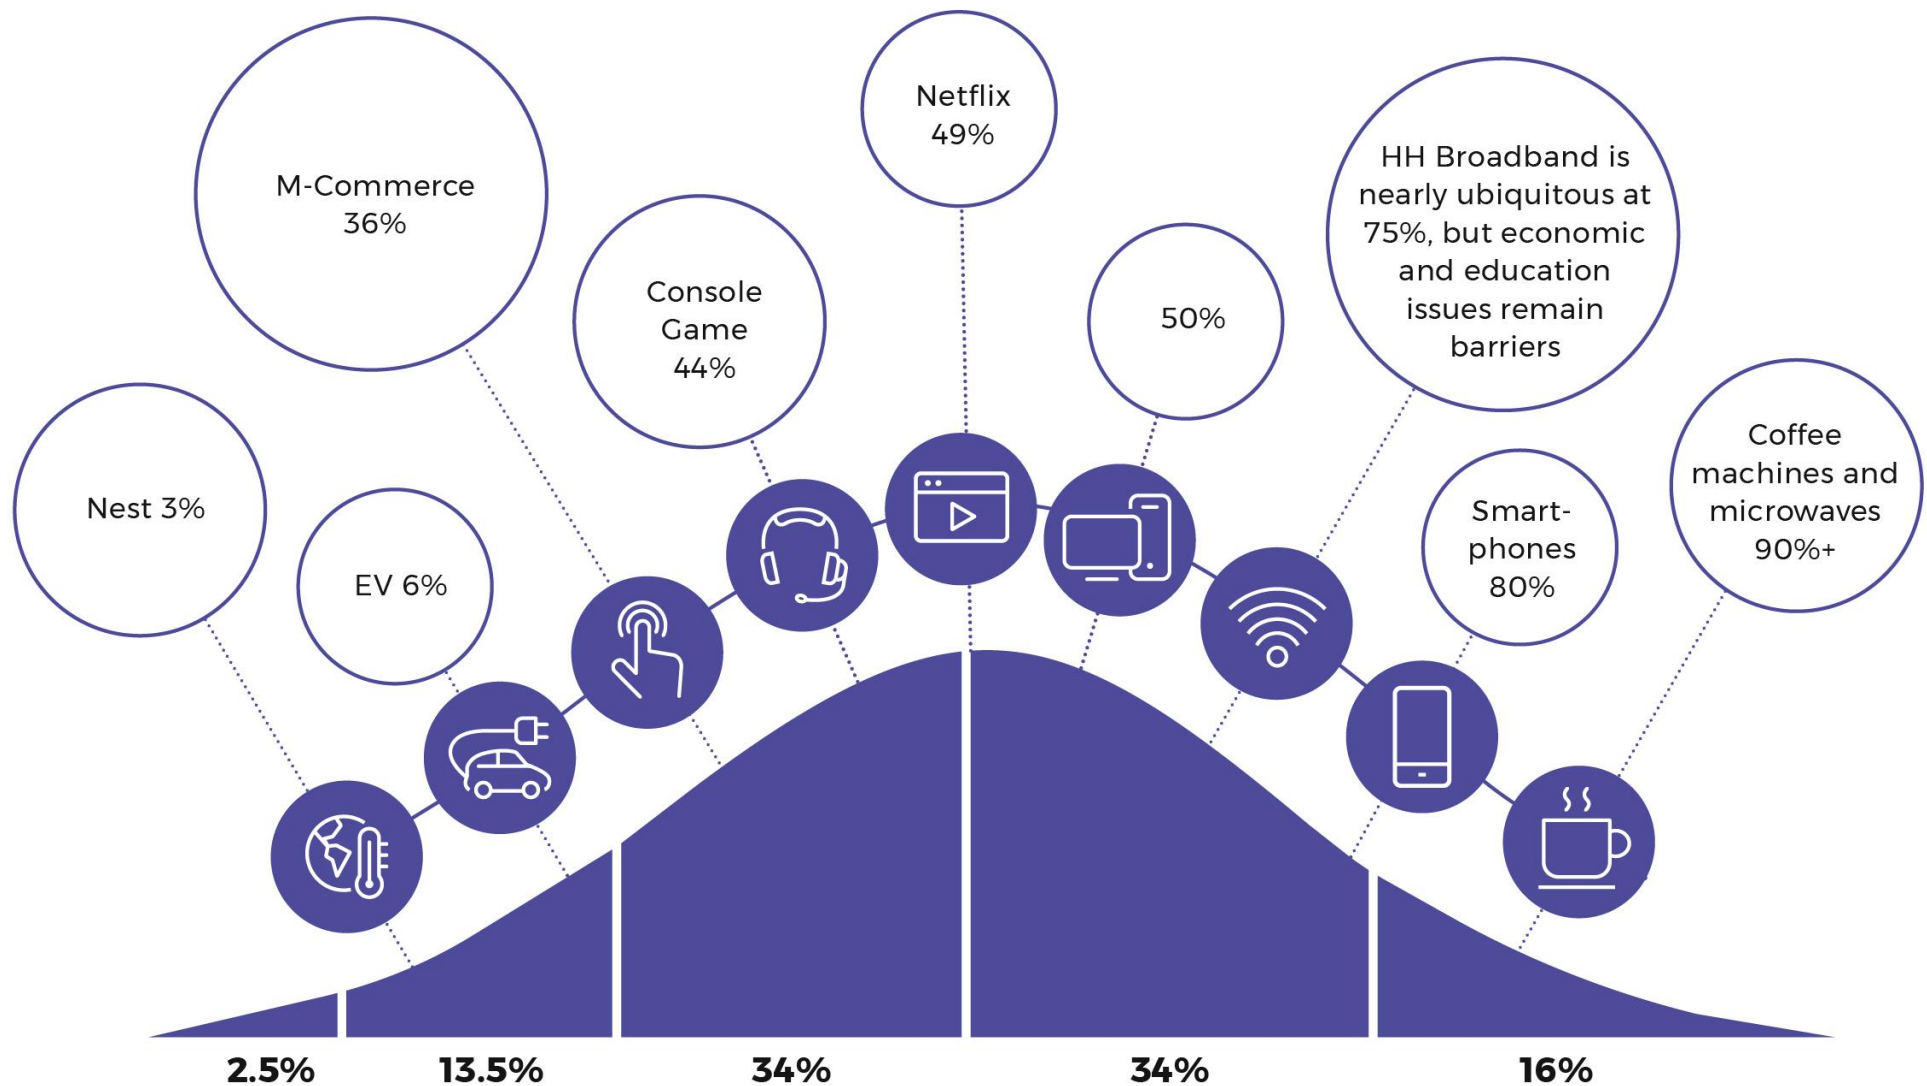 Netflix
49%
M-Commerce
36%
HH Broadband is
nearly ubiquitous at
75%, but economic
and education
issues remain
barriers
Console
Game
44%
50%
Coffee
machines and
microwaves
90%+
Nest 3%
Smart-
phones
80%
EV 6%
2.5%
13.5%
34%
34%
16%